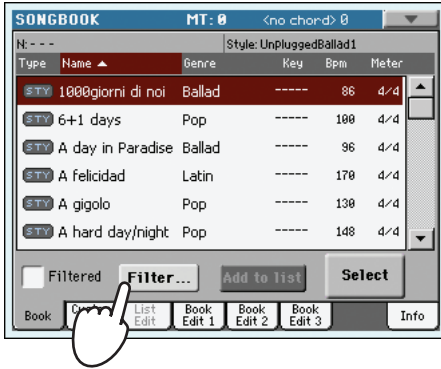 SONGBOOK MT:0 <no chord> 0
N:--- Style: UnpluggedBallad1
Type Name Genre Key Bpm Meter
STY 1000giorni di noi Ballad ----- 86 4/4
STY 6+1 days Pop ----- 100 4/4
STY A day in Paradise Ballad ----- 96 4/4
STY A felicidad Latin ----- 170 4/4
STY A gigolo Pop ----- 130 4/4
STY A hard day/night Pop ----- 148 4/4
Filtered Filter... Add to list Select
Book List Edit Book Edit 1 Book Edit 2 Book Edit 3 Info